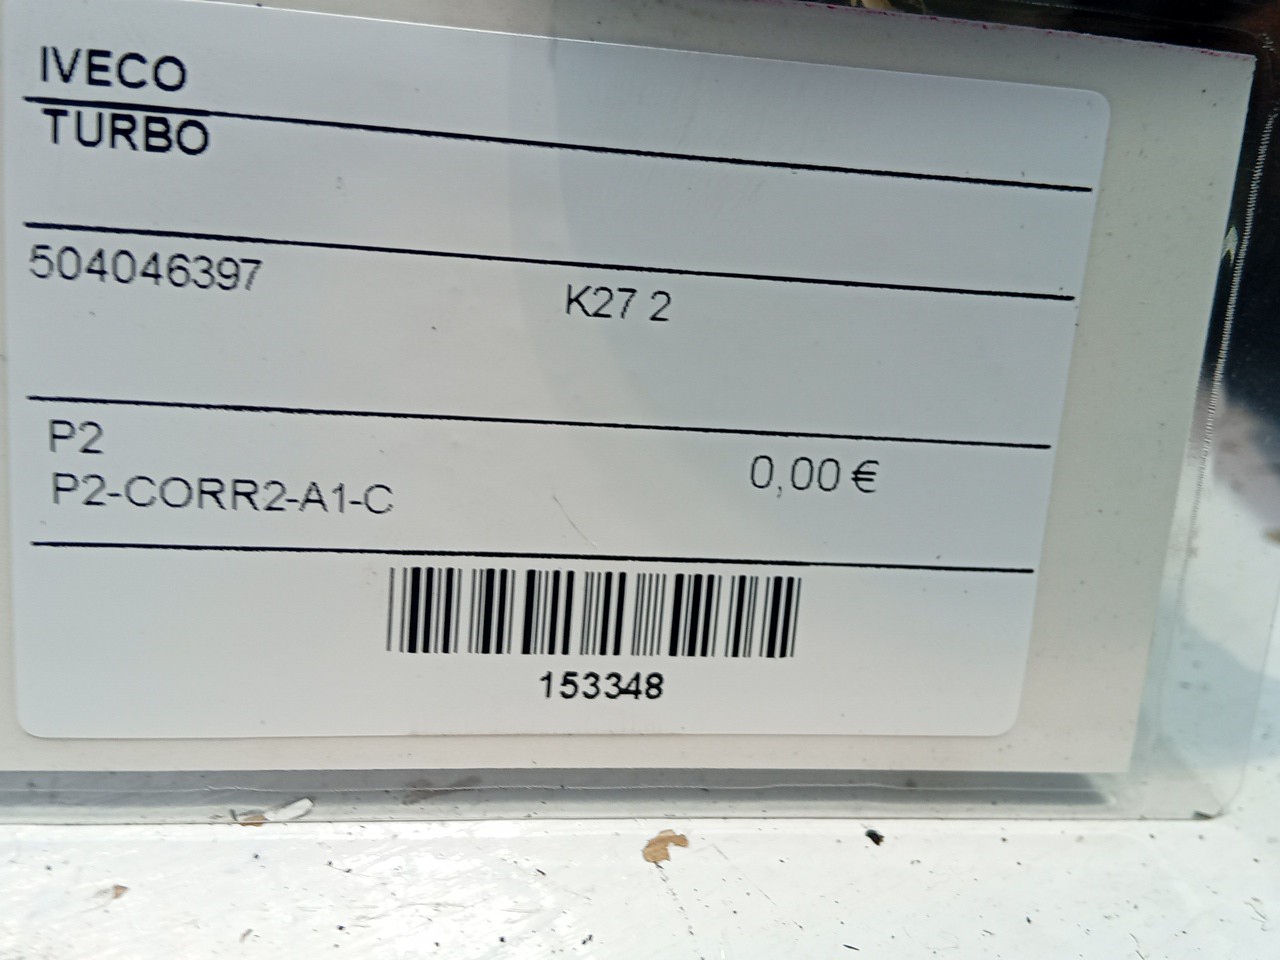 IVECO
TURBO
504046397
K27 2
P2
0,00 €
P2-CORR2-A1-C
153348